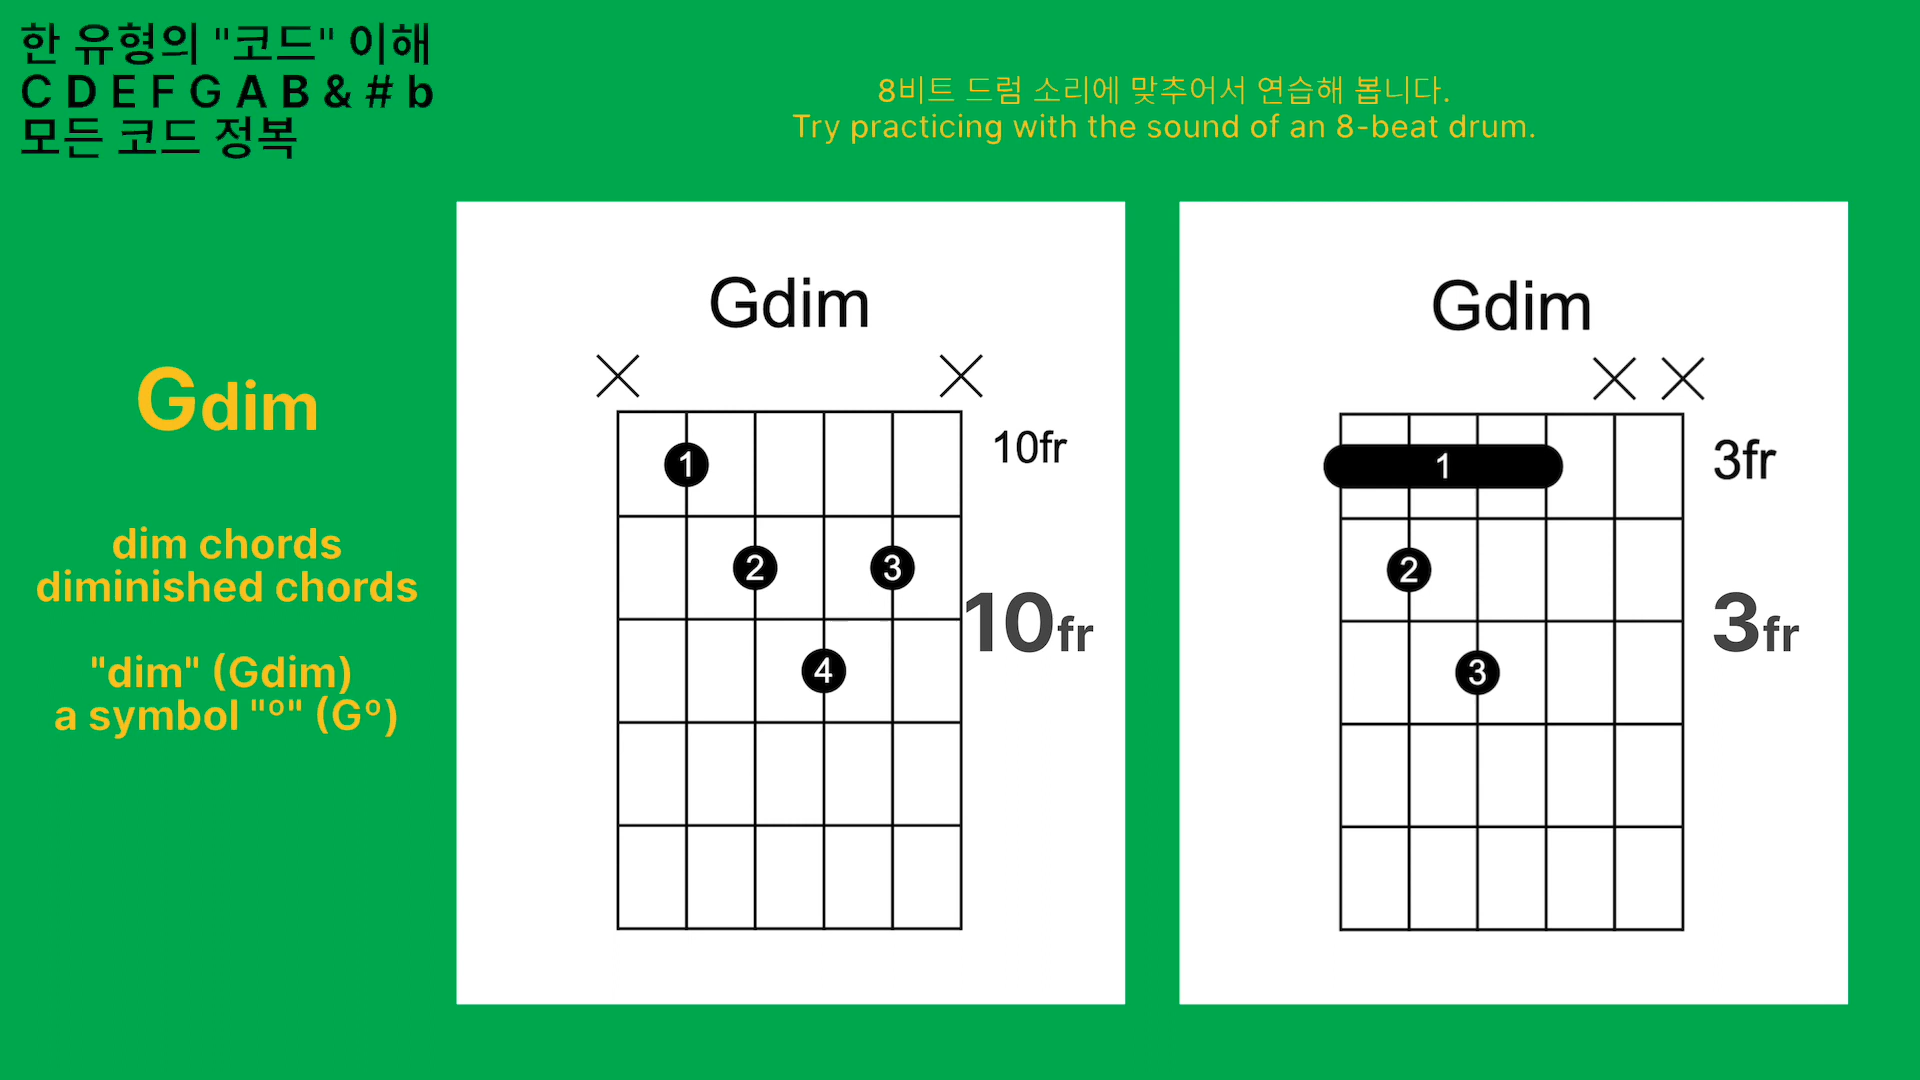 한 유형의 "코드" 이해
C D E F G A B & # b
모든 코드 정복
8비트 드럼 소리에 맞추어서 연습해 봅니다.
Try practicing with the sound of an 8-beat drum.
Gdim
dim chords
diminished chords
"dim" (Gdim)
a symbol "º" (Gº)
Gdim
10fr
1
2 3
10fr
4
Gdim
3fr
1
2
3fr
3